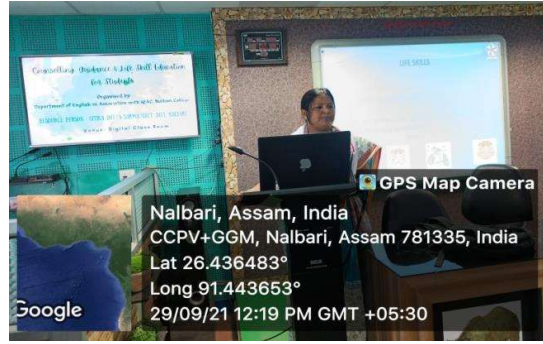 Counselling Guidance & Life Skill Education
for Students
Organised by
Department of English in Association with IQAC, Nalbari College
RESOURCE PERSON:
Venue: Digital Class Room
LIFE SKILLS
GPS Map Camera
Nalbari, Assam, India
CCPV+GGM, Nalbari, Assam 781335, India
Lat 26.436483°
Long 91.443653°
29/09/21 12:19 PM GMT +05:30
Google